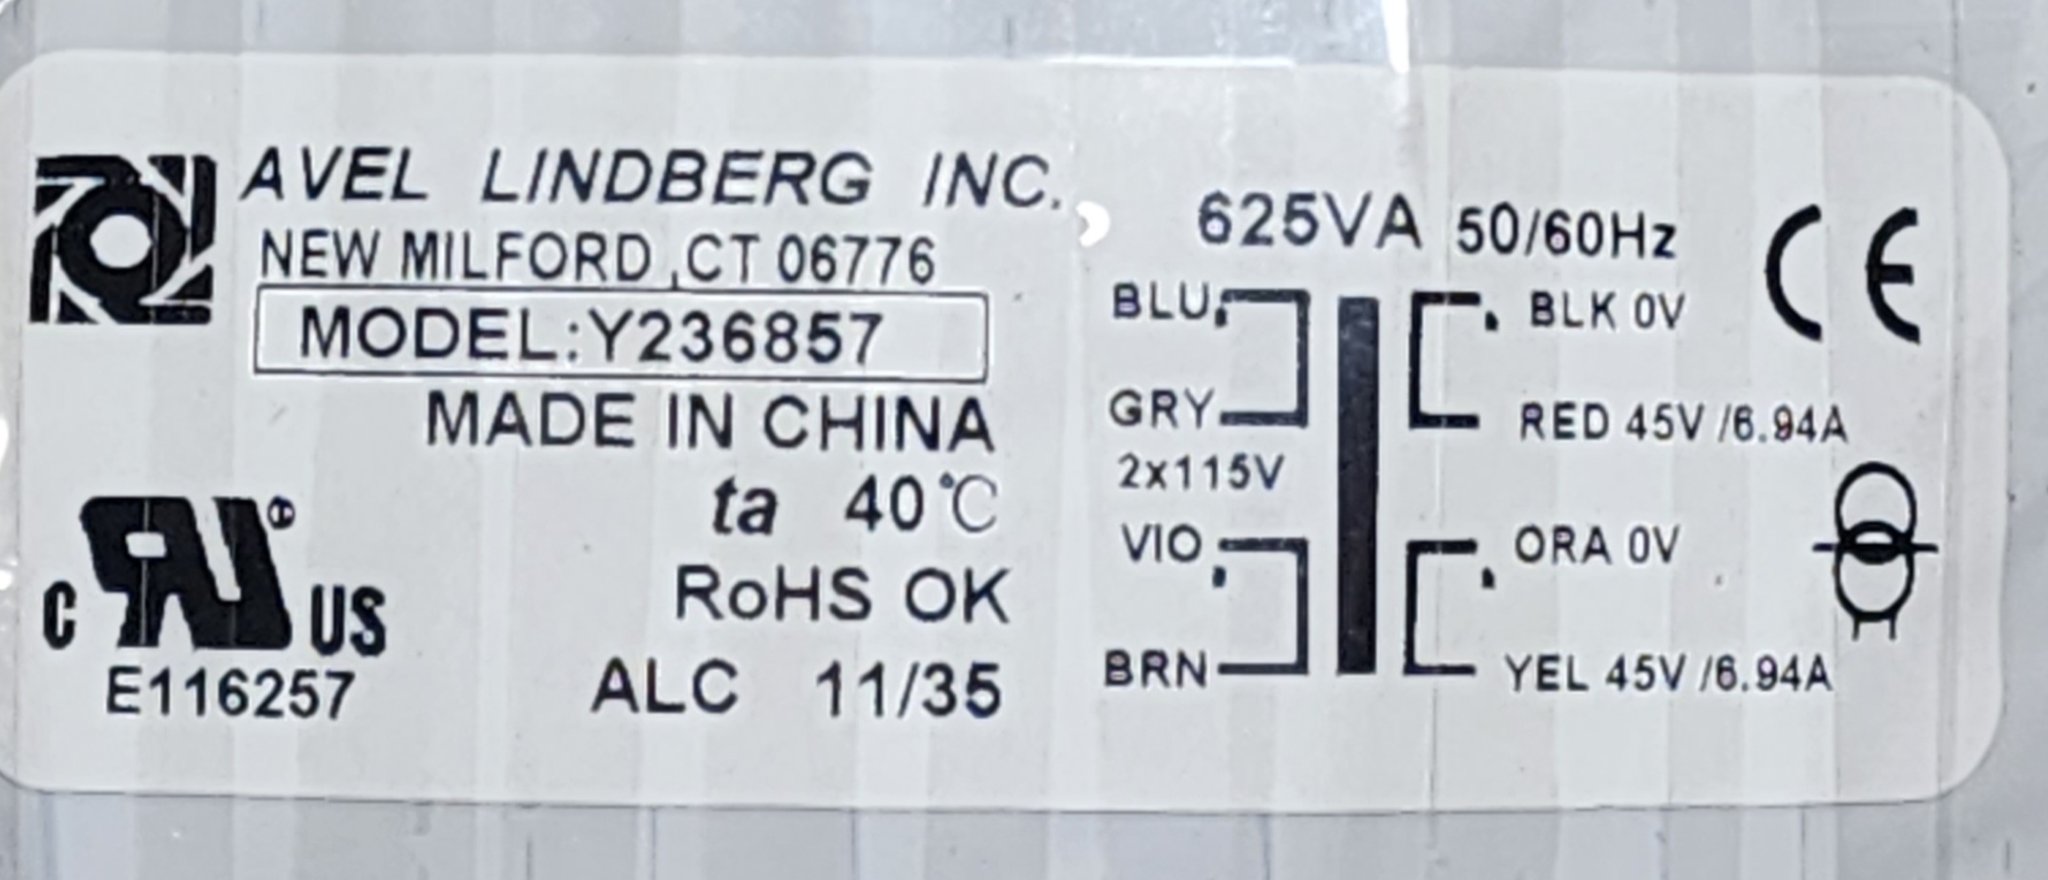 AVEL LINDBERG INC.
NEW MILFORD ,CT 06776
MODEL:Y236857
MADE IN CHINA
ta 40℃
RoHS OK
ALC 11/35
C RU® US
E116257
625VA 50/60Hz
BLU
GRY
2x115V
VIO
BRN
BLK 0V
RED 45V /6.94A
ORA 0V
YEL 45V /6.94A
CE